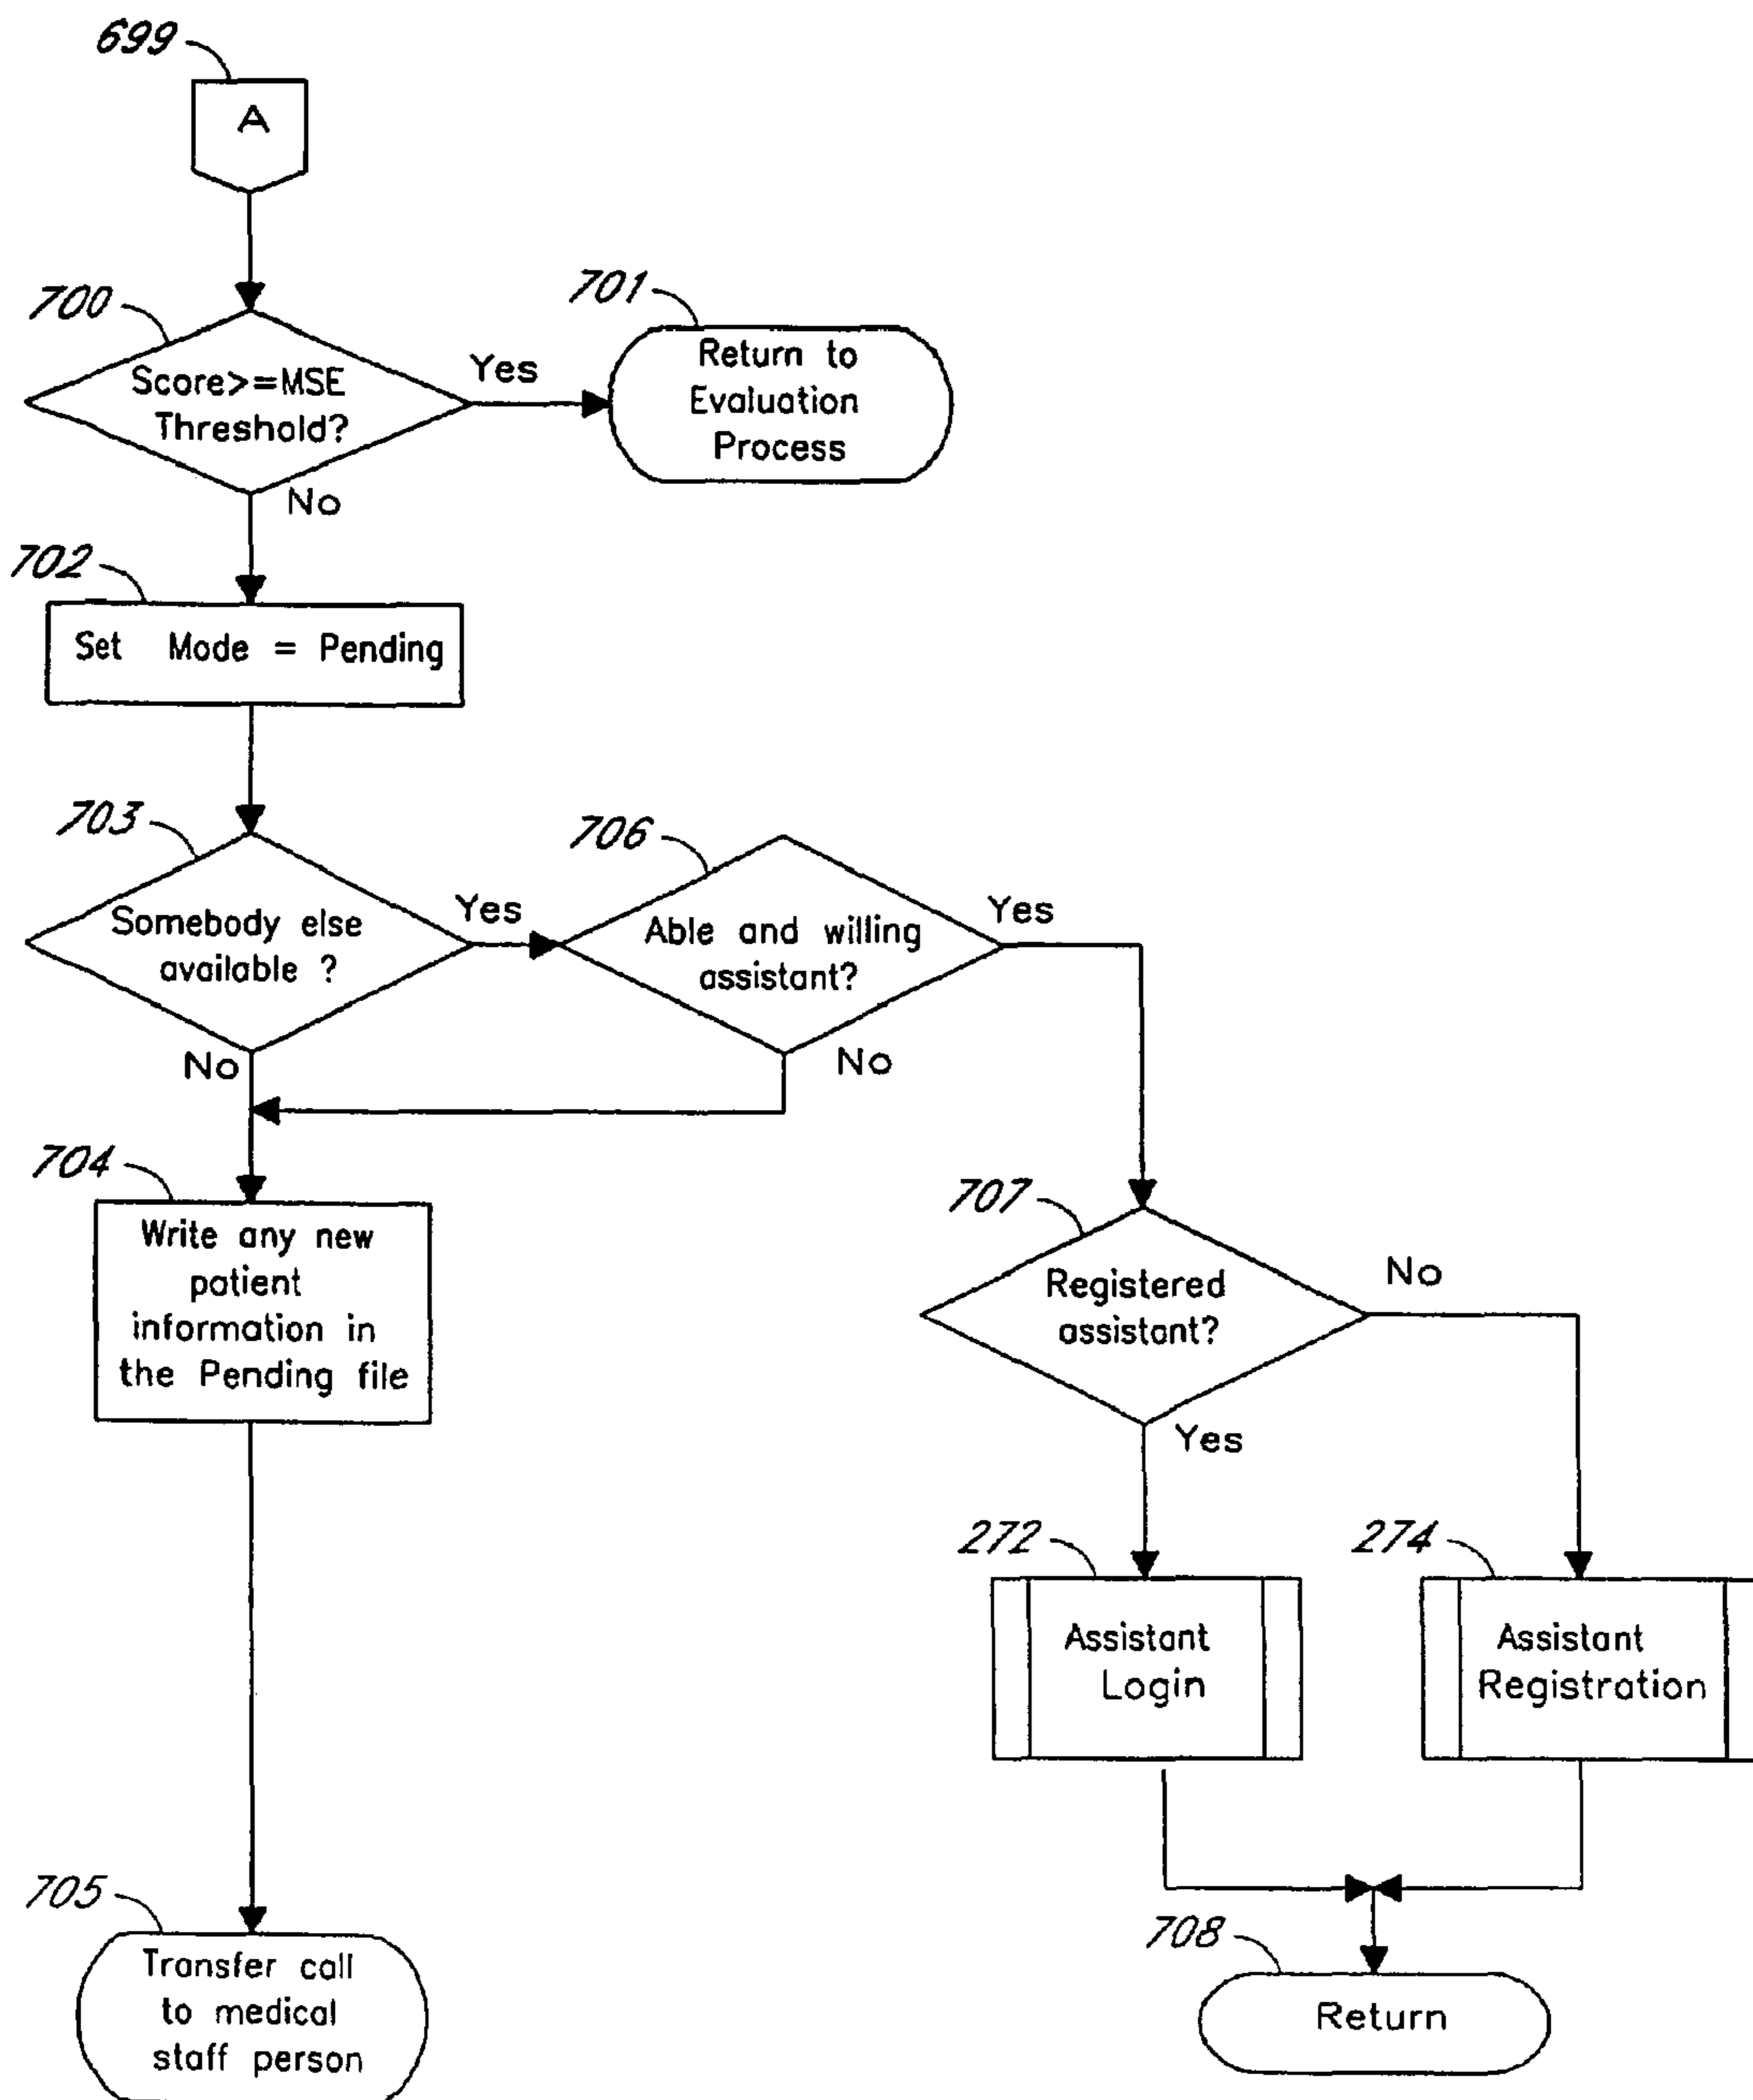 699
A
700
Score>=MSE
Threshold?
Yes
No
701
Return to
Evaluation
Process
702
Set Mode = Pending
703
Somebody else
available ?
Yes
No
706
Able and willing
assistant?
Yes
No
704
Write any new
patient
information in
the Pending file
707
Registered
assistant?
No
Yes
272
Assistant
Login
274
Assistant
Registration
705
Transfer call
to medical
staff person
708
Return